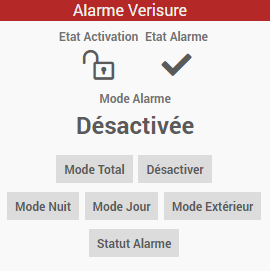 Alarme Verisure
Etat Activation Etat Alarme
Mode Alarme
Désactivée
Mode Total Désactiver
Mode Nuit Mode Jour Mode Extérieur
Statut Alarme